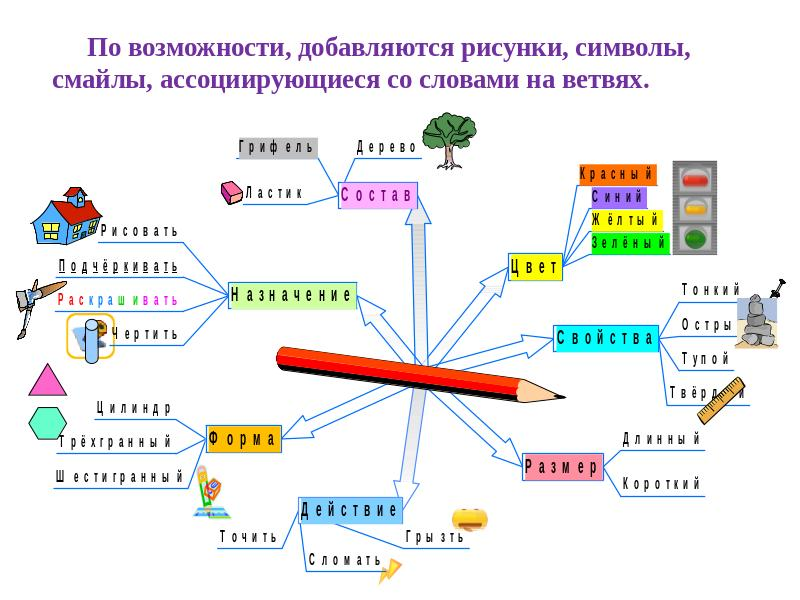 По возможности, добавляются рисунки, символы,
смайлы, ассоциирующиеся со словами на ветвях.
Грифель
Дерево
Ластик
Состав
Красный
Синий
Жёлтый
Зелёный
Цвет
Рисовать
Подчёркивать
Раскрашивать
Чертить
Назначение
Тонкий
Остры
Тупой
Твёрдый
Свойства
Цилиндр
Трёхгранный
Шестигранный
Форма
Длинный
Короткий
Размер
Действие
Точить
Сломать
Грызть